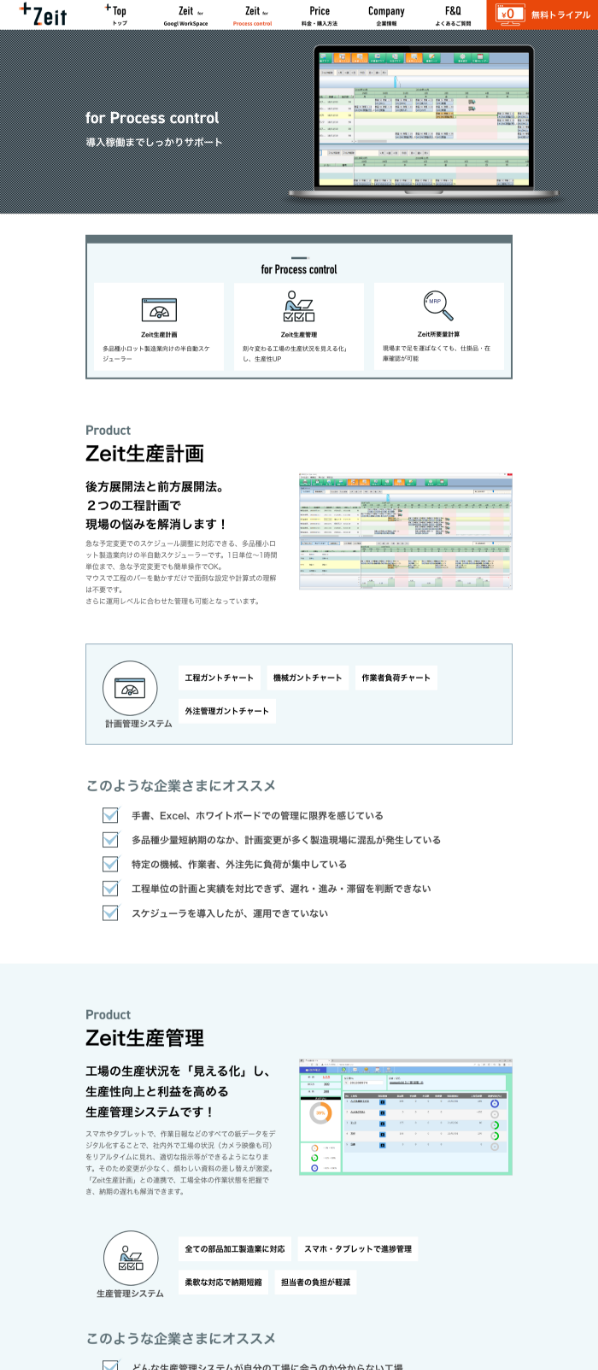 +Zeit
+Top
トップ
Zeit for
Googl WorkSpace
Zeit for
Process control
Price
料金・購入方法
Company
企業情報
F&Q
よくあるご質問
¥0
無料トライアル
for Process control
導入稼働までしっかりサポート
for Process control
Zeit生産計画
多品種小ロット製造業向けの半自動スケ
ジューラー
Zeit生産管理
刻々変わる工場の生産状況を見える化」
し、生産性UP
MRP
Zeit所要量計算
現場まで足を運ばなくても、仕掛品・在
庫確認が可能
Product
Zeit生産計画
後方展開法と前方展開法。
２つの工程計画で
現場の悩みを解消します！
急な予定変更でのスケジュール調整に対応できる、多品種小ロ
ット製造業向けの半自動スケジューラーです。1日単位〜1時間
単位まで、急な予定変更でも簡単操作でOK。
マウスで工程のバーを動かすだけで面倒な設定や計算式の理解
は不要です。
さらに運用レベルに合わせた管理も可能となっています。
計画管理システム
工程ガントチャート
機械ガントチャート
作業者負荷チャート
外注管理ガントチャート
このような企業さまにオススメ
手書、Excel、ホワイトボードでの管理に限界を感じている
多品種少量短納期のなか、計画変更が多く製造現場に混乱が発生している
特定の機械、作業者、外注先に負荷が集中している
工程単位の計画と実績を対比できず、遅れ・進み・滞留を判断できない
スケジューラを導入したが、運用できていない
Product
Zeit生産管理
工場の生産状況を「見える化」し、
生産性向上と利益を高める
生産管理システムです！
スマホやタブレットで、作業日報などのすべての紙データをデ
ジタル化することで、社内外で工場の状況（カメラ映像も可）
をリアルタイムに見れ、適切な指示等ができるようになりま
す。そのため変更が少なく、煩わしい資料の差し替えが激変。
「Zeit生産計画」との連携で、工場全体の作業状態を把握で
き、納期の遅れも解消できます。
生産管理システム
全ての部品加工製造業に対応
スマホ・タブレットで進捗管理
柔軟な対応で納期短縮
担当者の負担が軽減
このような企業さまにオススメ
どんな生産管理システムが自分の工場に合うのか分からない工場